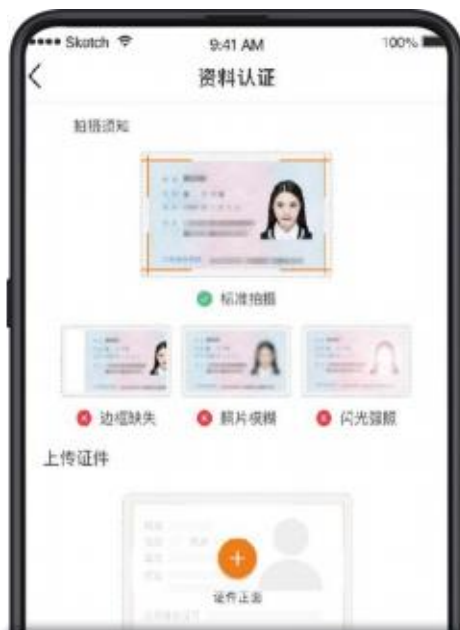 Skotch 9:41 AM 100%
资料认证
拍摄须知
标准拍摄
边框缺失 照片模糊 闪光强照
上传证件
证件正面